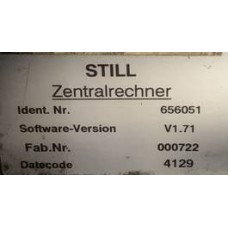 STILL
Zentralrechner
Ident. Nr. 656051
Software-Version V1.71
Fab.Nr. 000722
Datecode 4129